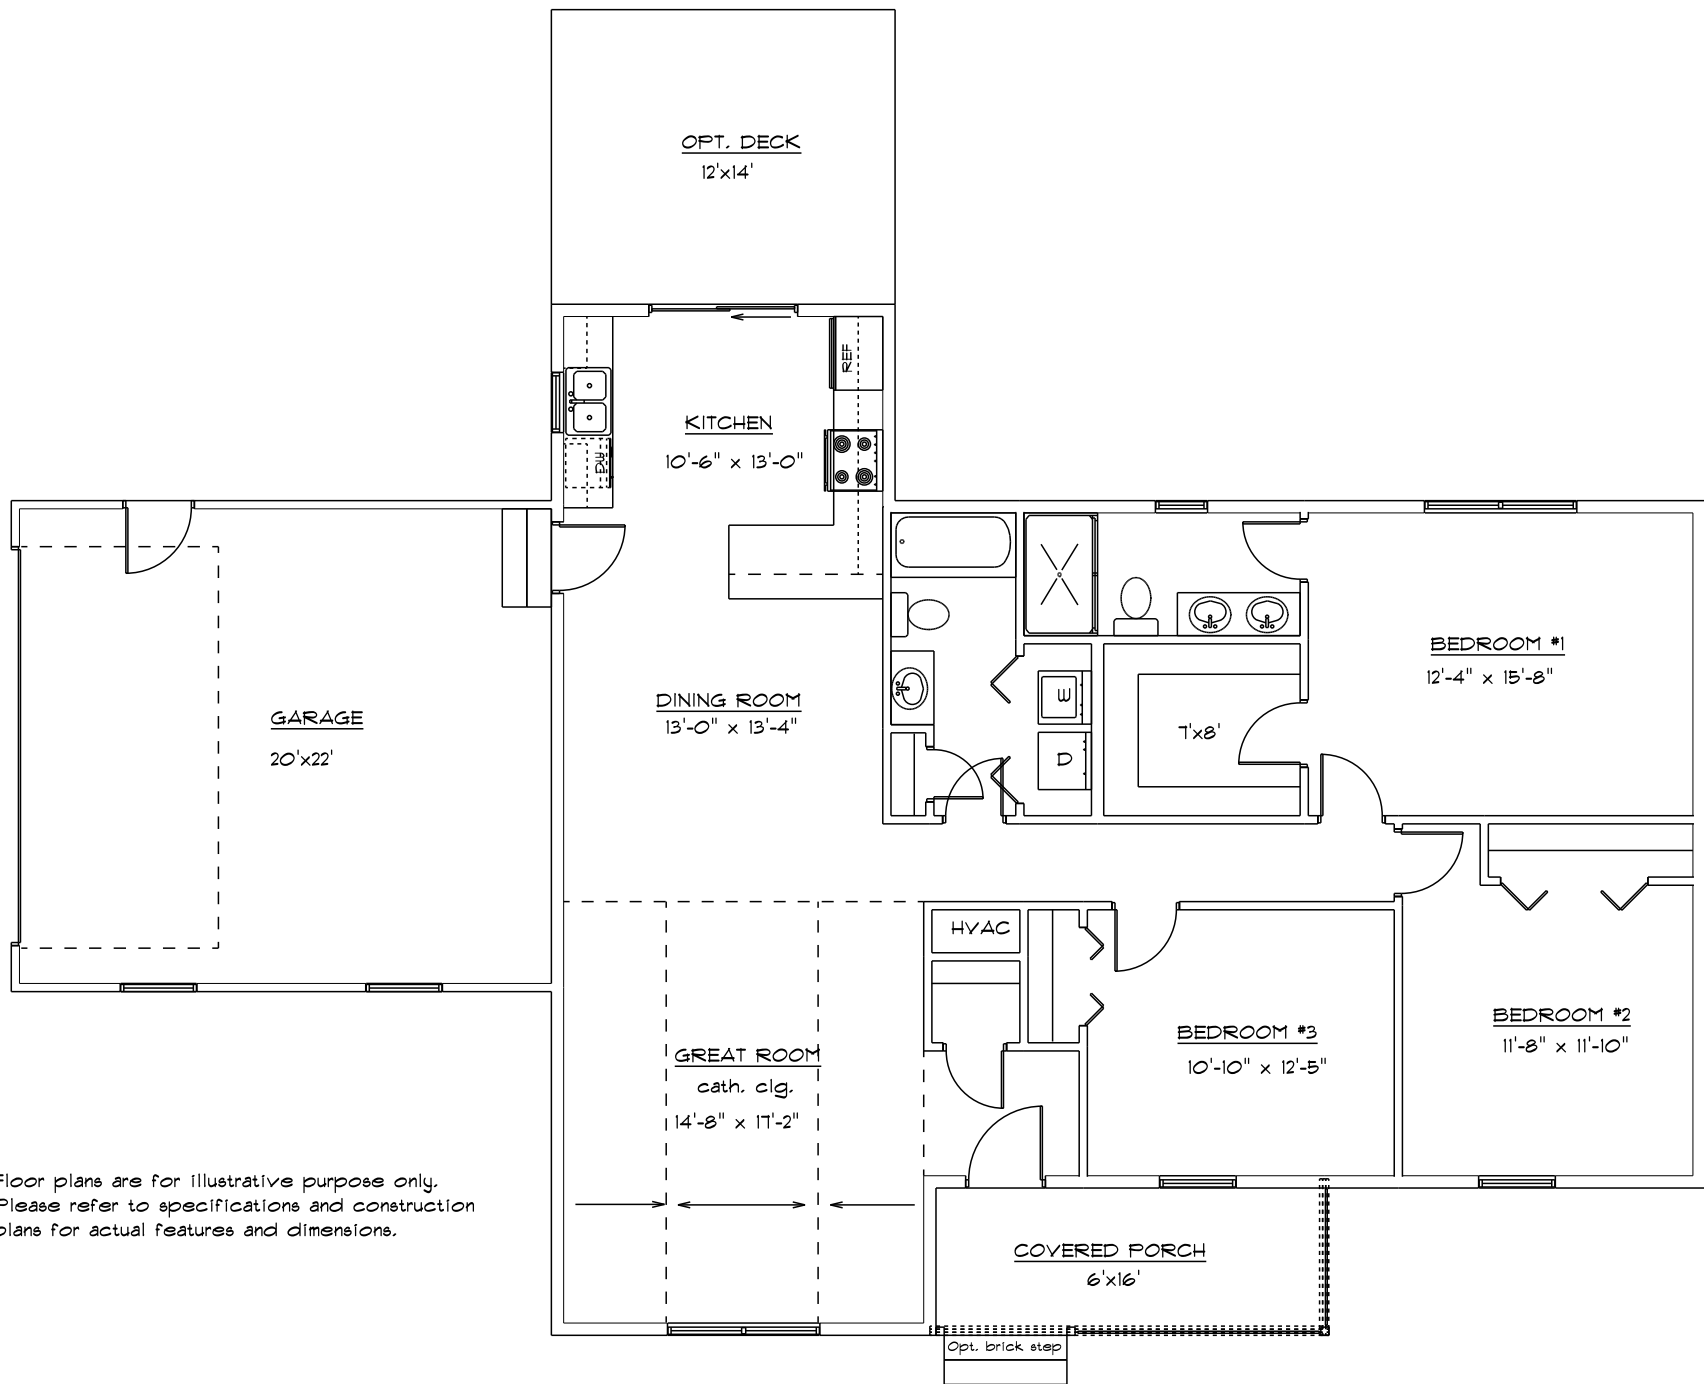 OPT. DECK
12'x14'
REF
KITCHEN
10'-6" x 13'-0"
DW
BEDROOM #1
12'-4" x 15'-8"
DINING ROOM
13'-0" x 13'-4"
W
GARAGE
20'x22'
7'x8'
D
HVAC
BEDROOM #2
11'-8" x 11'-10"
BEDROOM #3
10'-10" x 12'-5"
GREAT ROOM
cath. clg.
14'-8" x 17'-2"
Floor plans are for illustrative purpose only.
Please refer to specifications and construction
plans for actual features and dimensions.
COVERED PORCH
6'x16'
Opt. brick step